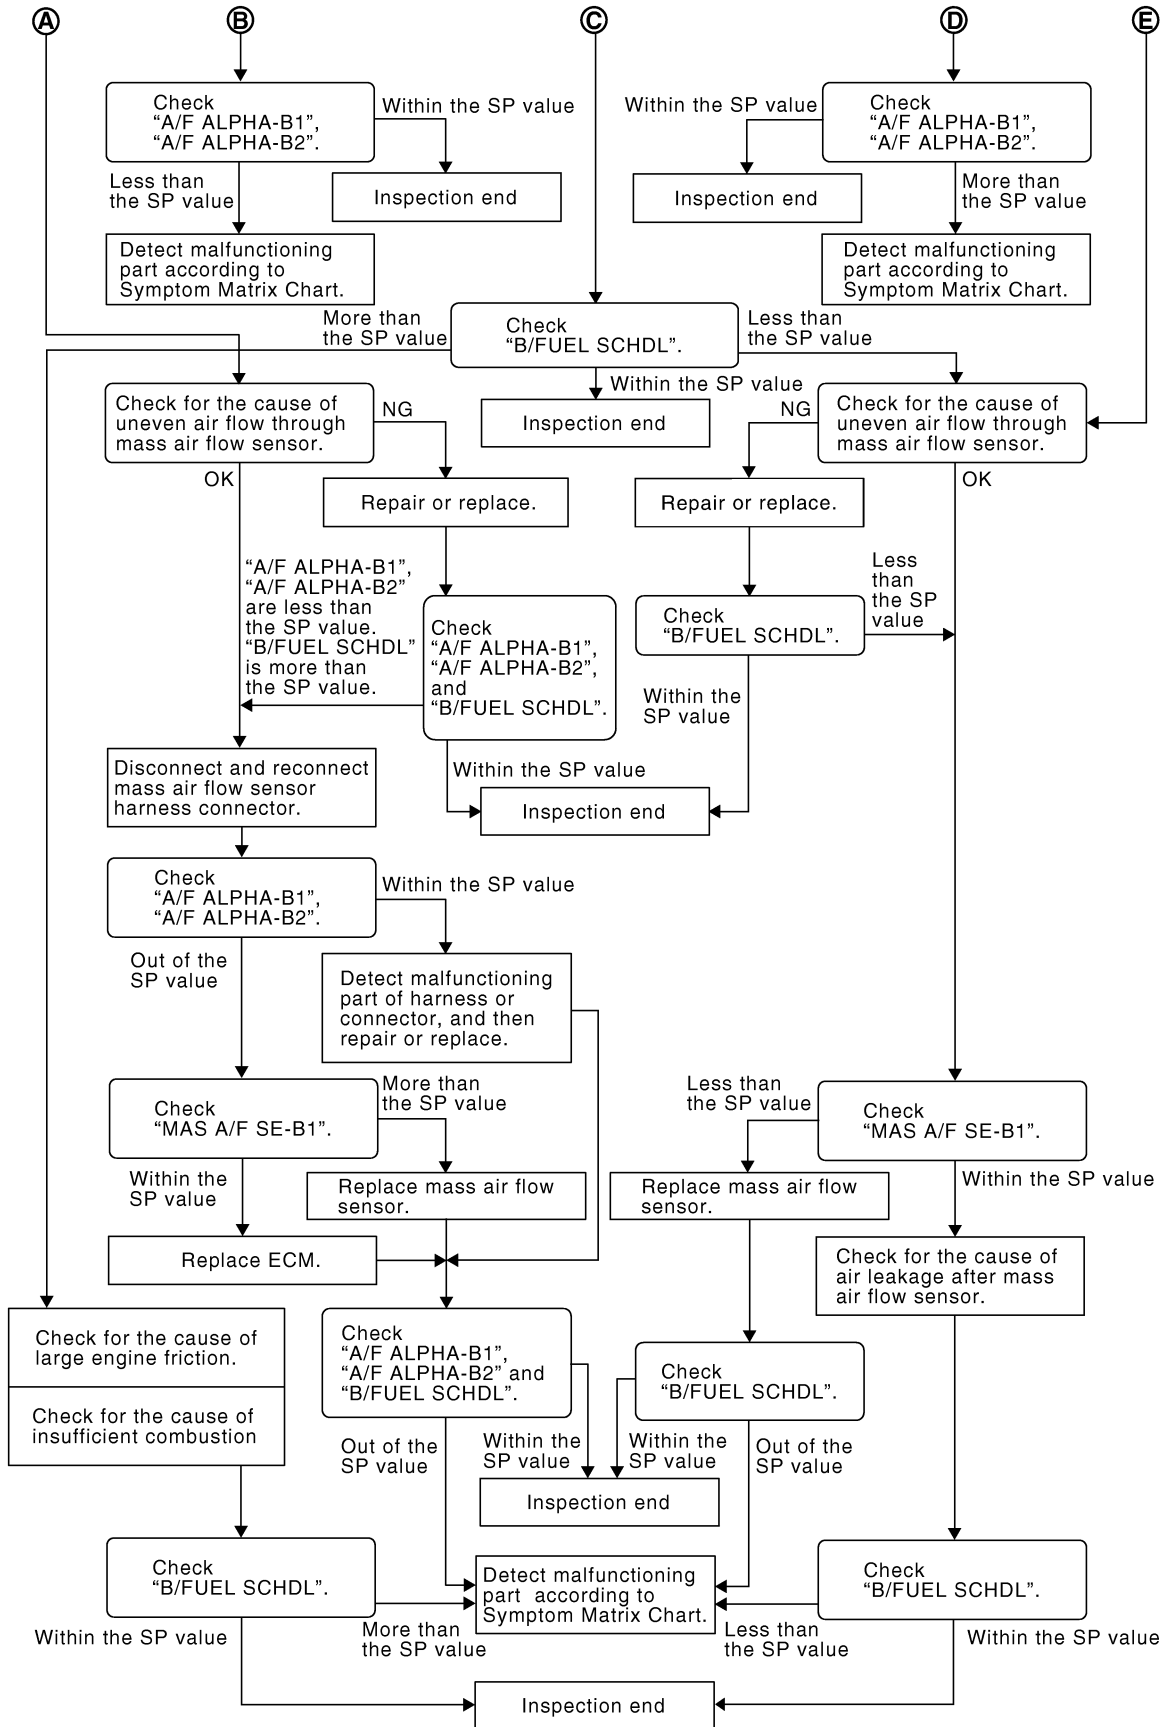 A
B
C
D
E
Check
“A/F ALPHA-B1”,
“A/F ALPHA-B2”.
Within the SP value
Less than
the SP value
Inspection end
Detect malfunctioning
part according to
Symptom Matrix Chart.
Within the SP value
Check
“A/F ALPHA-B1”,
“A/F ALPHA-B2”.
Inspection end
More than
the SP value
Detect malfunctioning
part according to
Symptom Matrix Chart.
More than
the SP value
Check
“B/FUEL SCHDL”.
Less than
the SP value
Within the SP value
Inspection end
Check for the cause of
uneven air flow through
mass air flow sensor.
NG
OK
Repair or replace.
“A/F ALPHA-B1”,
“A/F ALPHA-B2”
are less than
the SP value.
“B/FUEL SCHDL”
is more than
the SP value.
Check
“A/F ALPHA-B1”,
“A/F ALPHA-B2”,
and
“B/FUEL SCHDL”.
Within the SP value
NG
Check for the cause of
uneven air flow through
mass air flow sensor.
OK
Repair or replace.
Less
than
the SP
value
Check
“B/FUEL SCHDL”.
Within the
SP value
Inspection end
Disconnect and reconnect
mass air flow sensor
harness connector.
Check
“A/F ALPHA-B1”,
“A/F ALPHA-B2”.
Within the SP value
Out of the
SP value
Detect malfunctioning
part of harness or
connector, and then
repair or replace.
Check
“MAS A/F SE-B1”.
More than
the SP value
Within the
SP value
Replace mass air flow
sensor.
Replace ECM.
Less than
the SP value
Check
“MAS A/F SE-B1”.
Within the SP value
Replace mass air flow
sensor.
Check for the cause of
air leakage after mass
air flow sensor.
Check for the cause of
large engine friction.
Check for the cause of
insufficient combustion
Check
“A/F ALPHA-B1”,
“A/F ALPHA-B2” and
“B/FUEL SCHDL”.
Check
“B/FUEL SCHDL”.
Out of the
SP value
Within the
SP value
Within the
SP value
Out of the
SP value
Inspection end
Check
“B/FUEL SCHDL”.
Detect malfunctioning
part according to
Symptom Matrix Chart.
Check
“B/FUEL SCHDL”.
Within the SP value
More than
the SP value
Less than
the SP value
Within the SP value
Inspection end